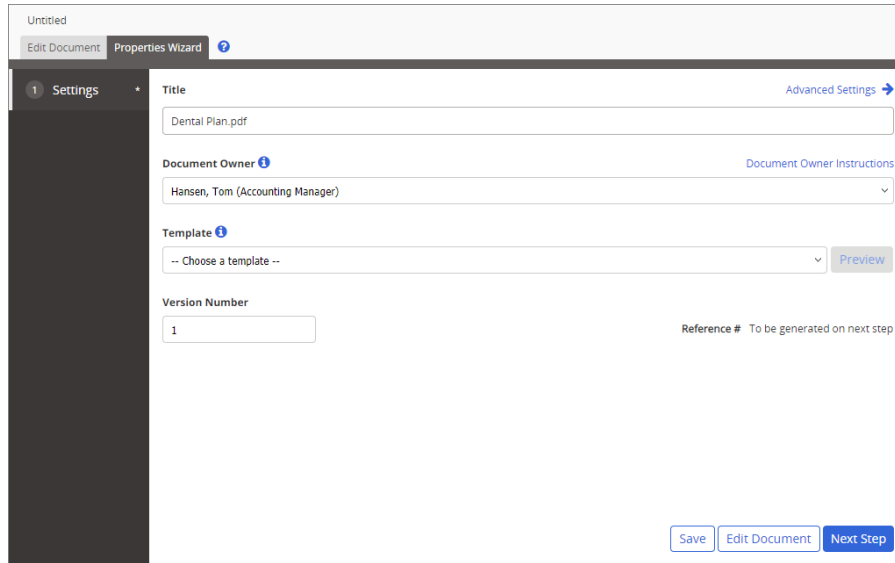 Untitled
Edit Document Properties Wizard ?
1 Settings *
Title Advanced Settings
Dental Plan.pdf
Document Owner i Document Owner Instructions
Hansen, Tom (Accounting Manager)
Template i
-- Choose a template -- Preview
Version Number
1 Reference # To be generated on next step
Save Edit Document Next Step